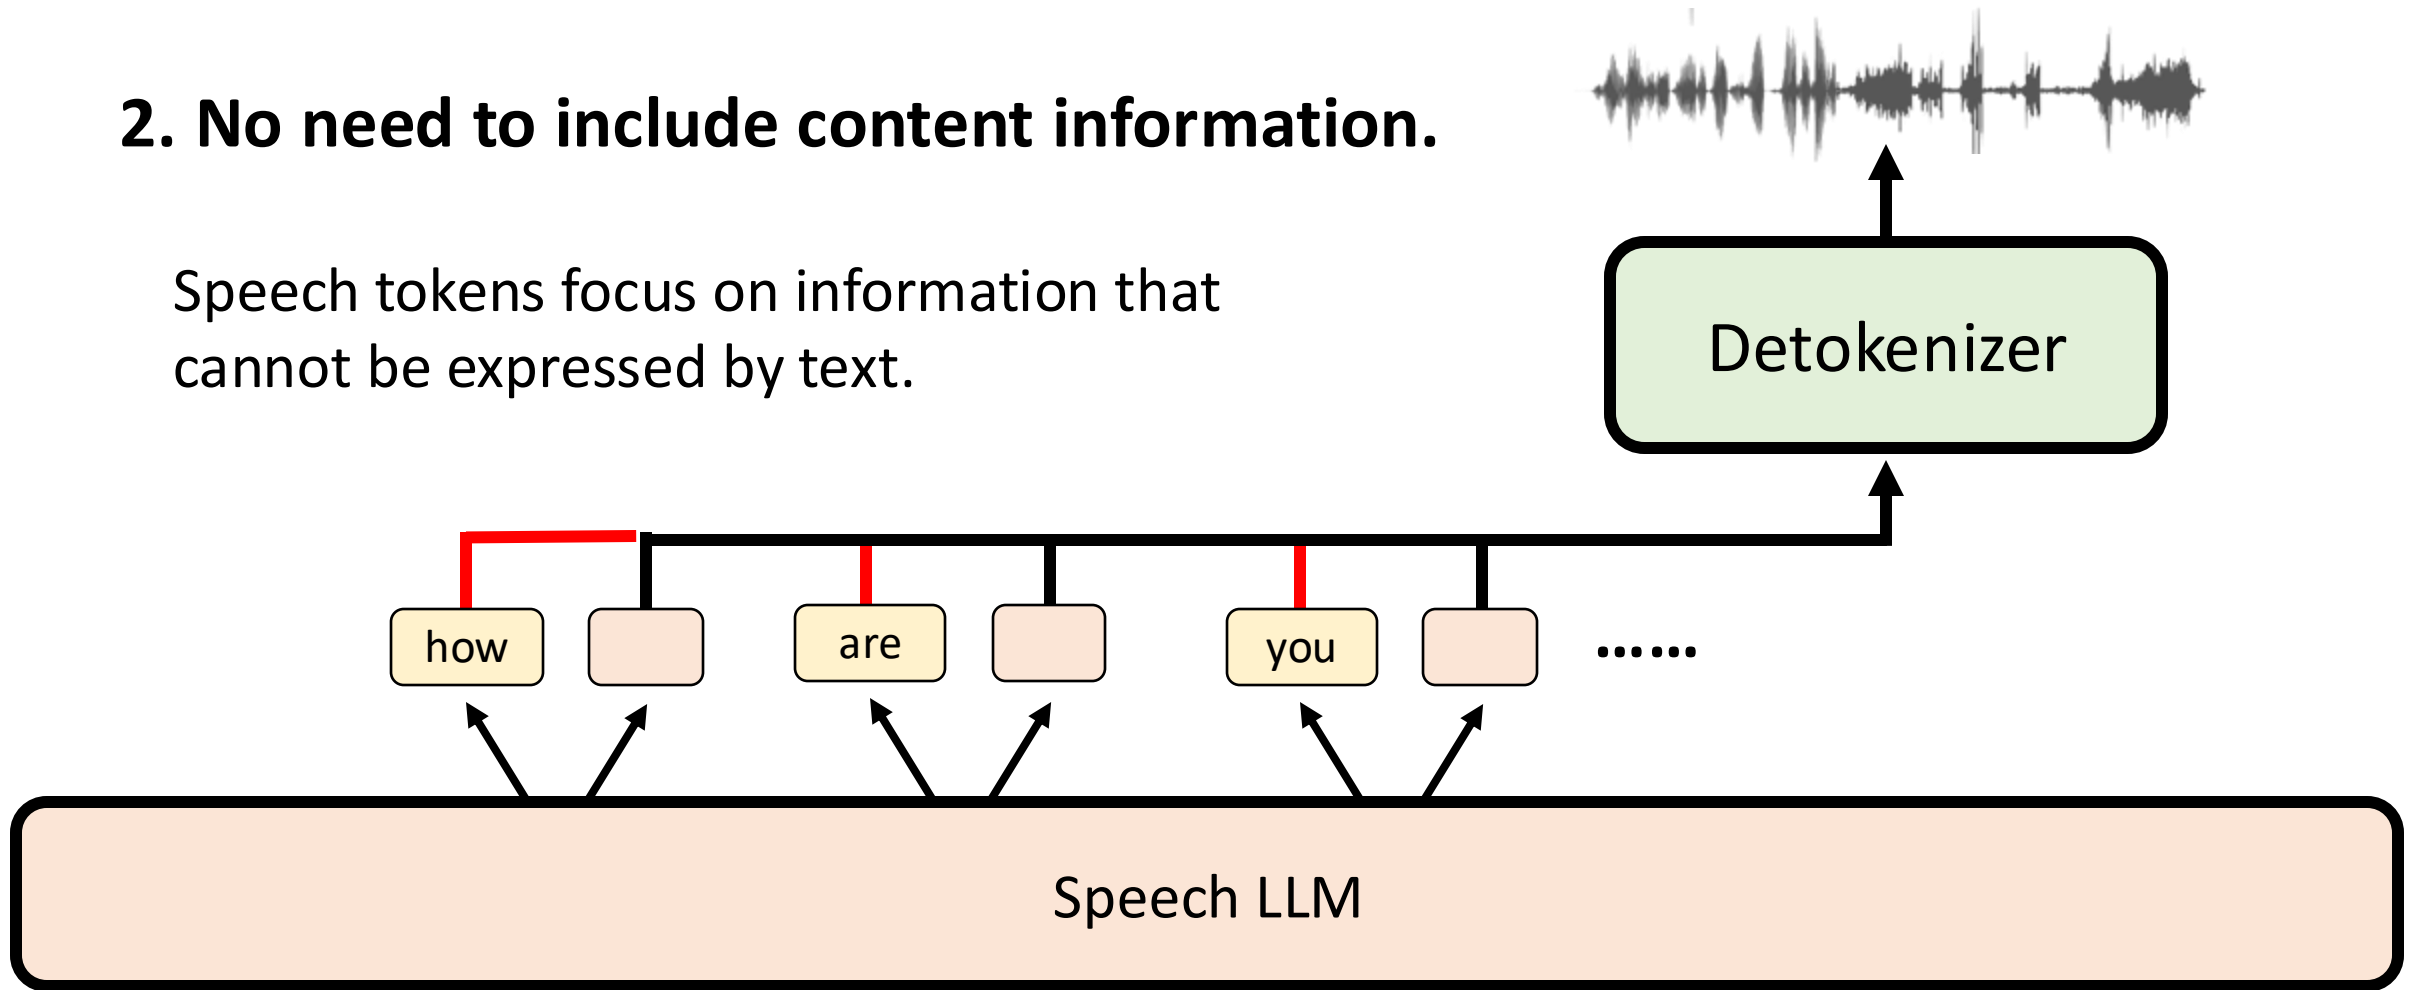 2. No need to include content information.
Speech tokens focus on information that
cannot be expressed by text.
Detokenizer
how
are
you
......
Speech LLM